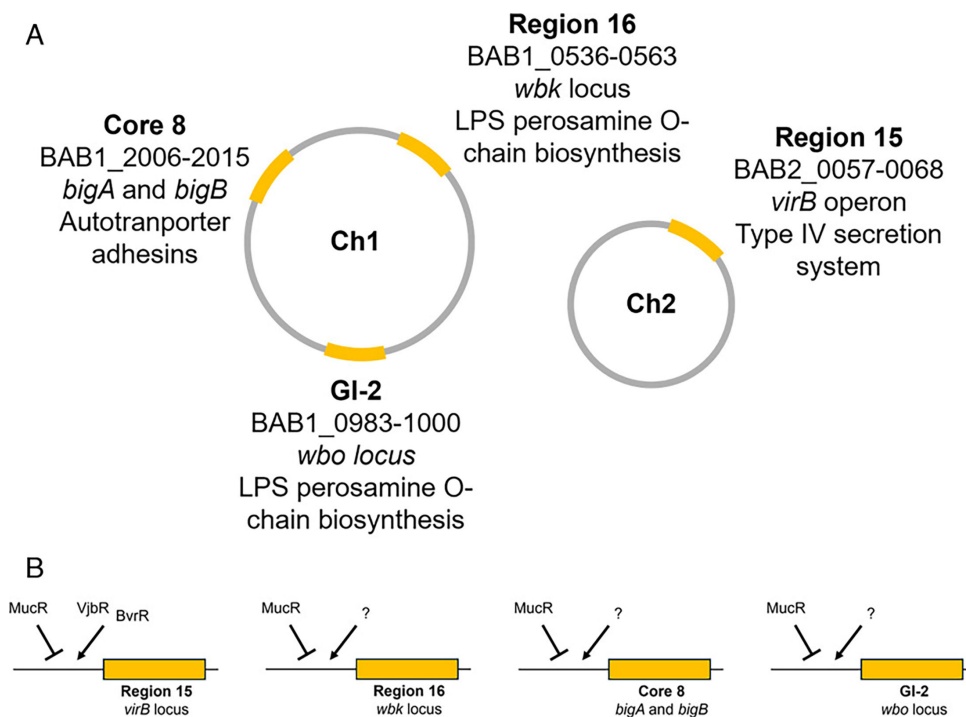 A
Region 16
BAB1_0536-0563
wbk locus
LPS perosamine O-
chain biosynthesis
Core 8
BAB1_2006-2015
bigA and bigB
Autotranporter
adhesins
Ch1
Region 15
BAB2_0057-0068
virB operon
Type IV secretion
system
Ch2
GI-2
BAB1_0983-1000
wbo locus
LPS perosamine O-
chain biosynthesis
B
MucR VjbR BvrR
Region 15
virB locus
MucR ?
Region 16
wbk locus
MucR ?
Core 8
bigA and bigB
MucR ?
GI-2
wbo locus